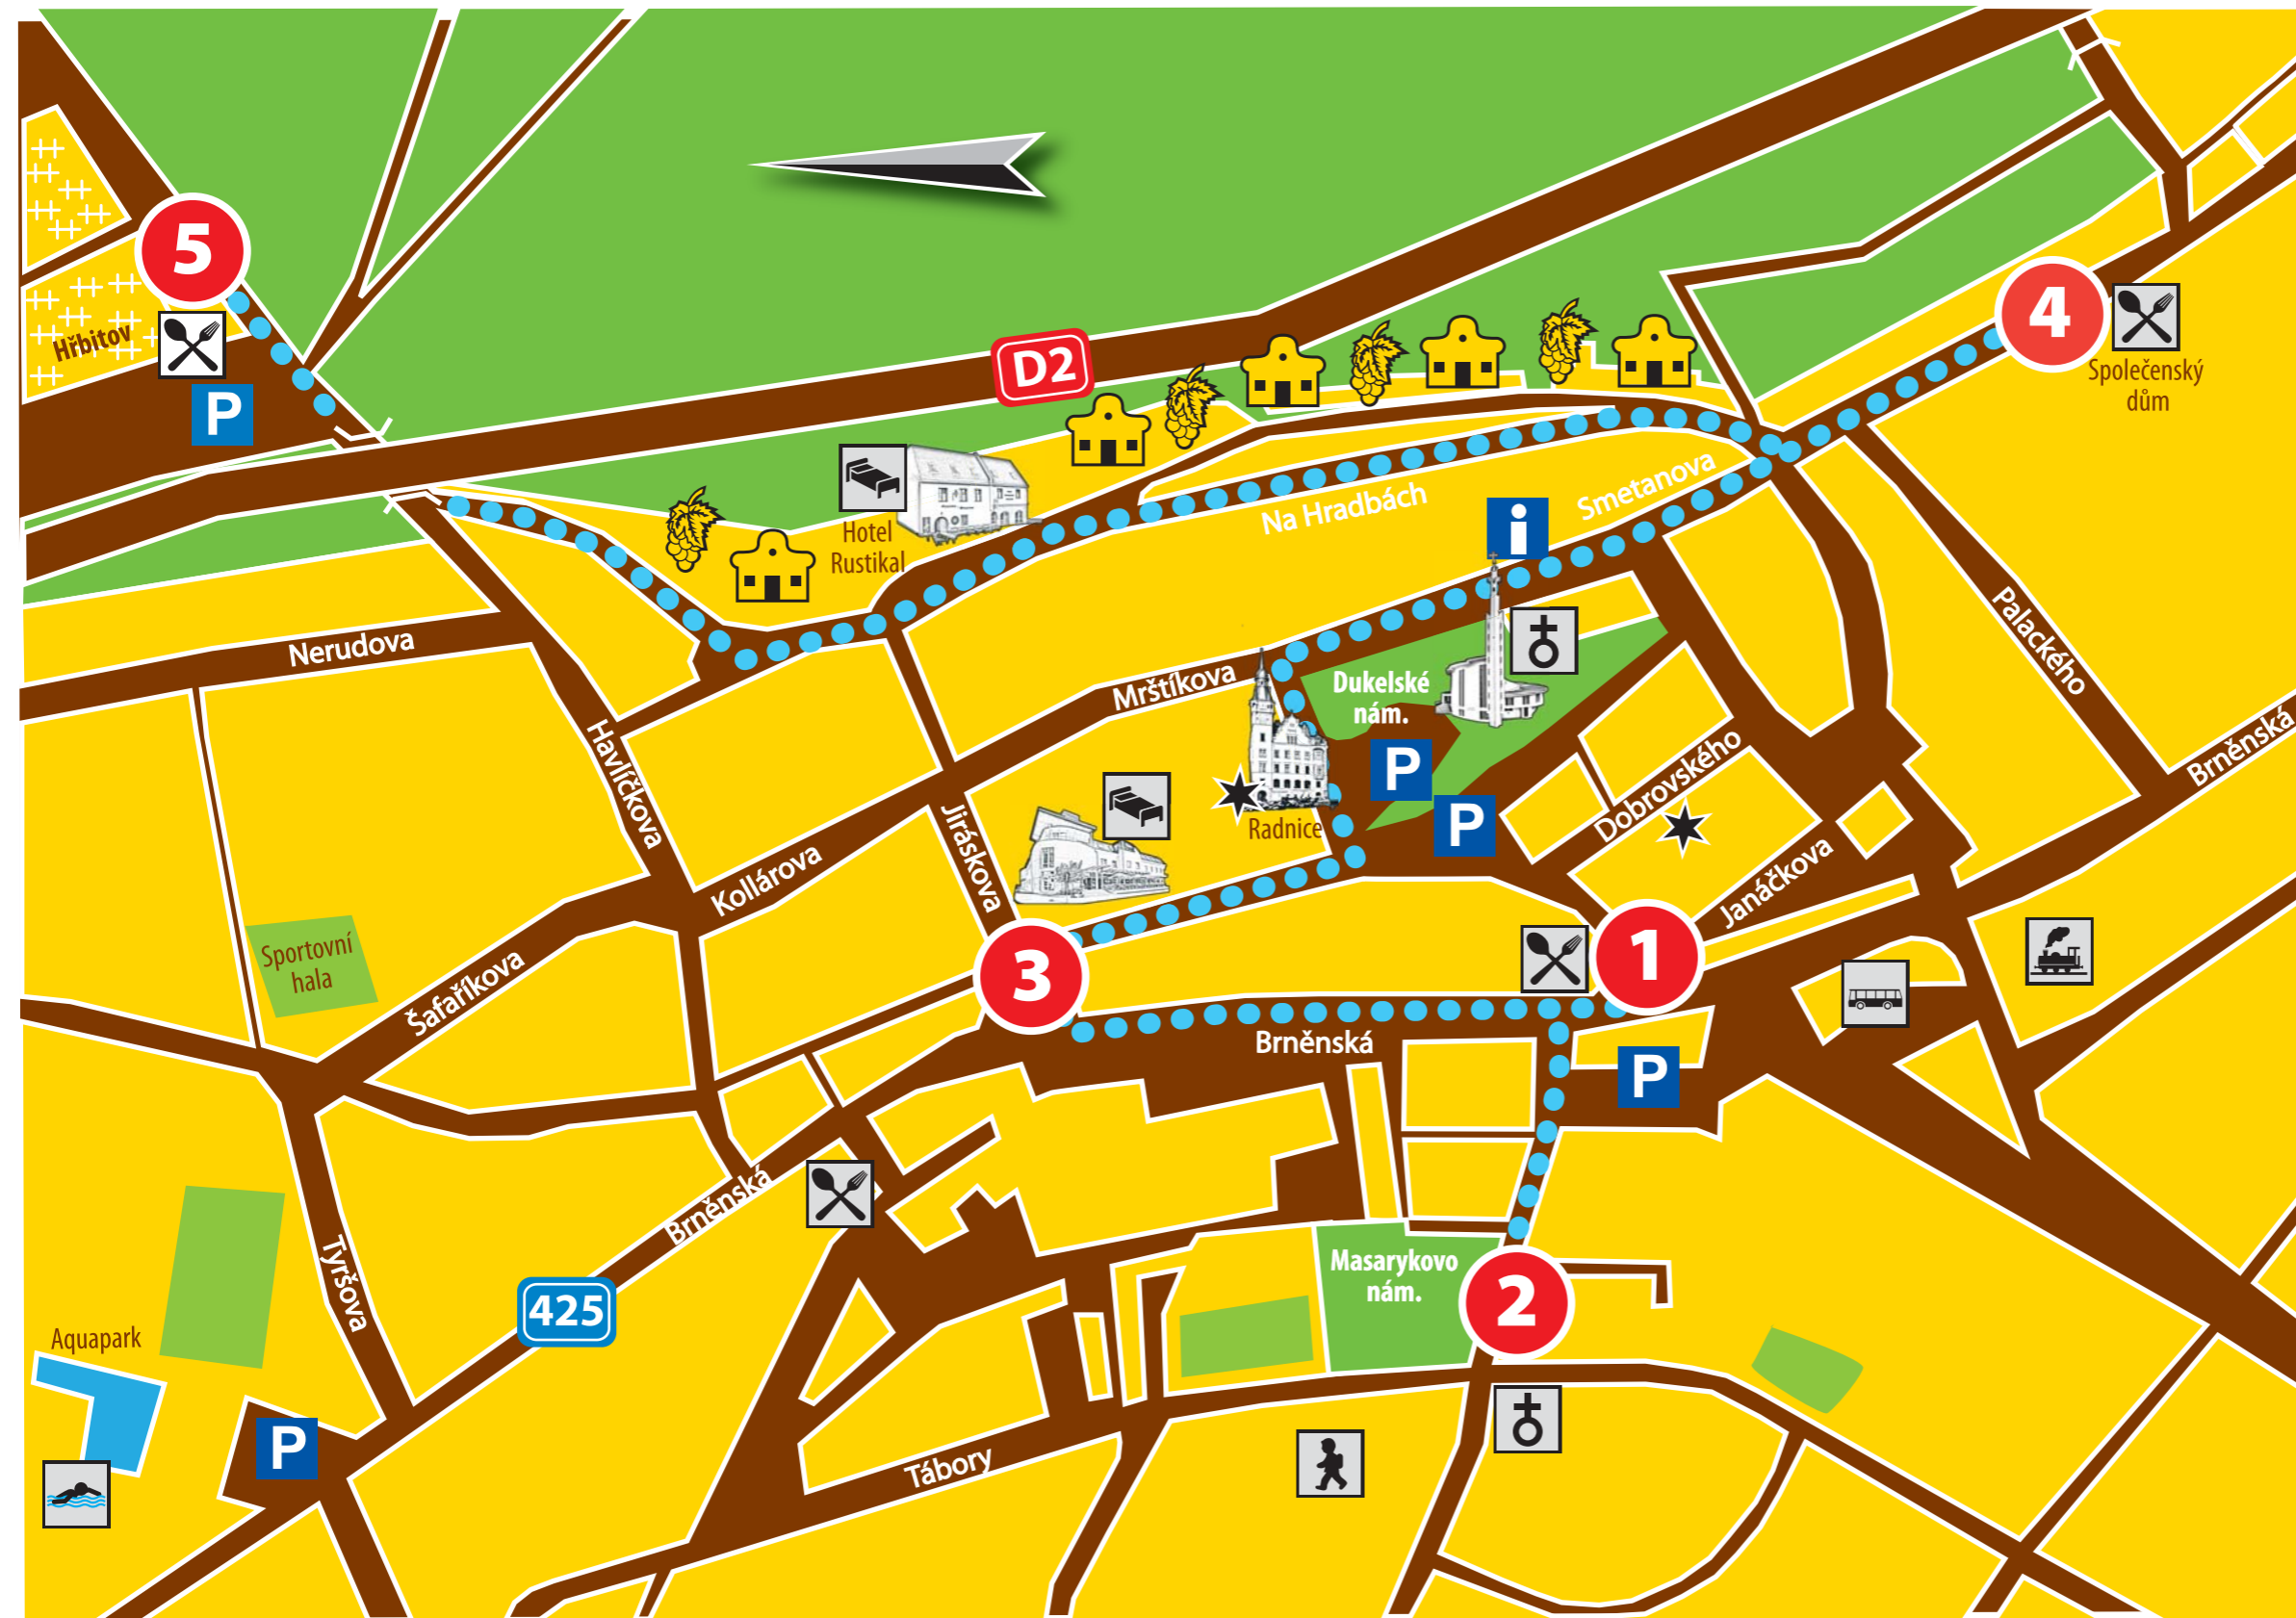 5
Hřbitov
P
D2
4
Společenský
dům
Hotel
Rustikal
Na Hradbách
Smetanova
i
Nerudova
Mrštíkova
Dukelské
nám.
Palackého
Havlíčkova
P
P
Brněnská
Dobrovského
Radnice
Jiráskova
Kollárova
Janáčkova
Sportovní
hala
Šafaříkova
3
1
Brněnská
P
Brněnská
Tyršova
Masarykovo
nám.
2
425
Aquapark
P
Tábory